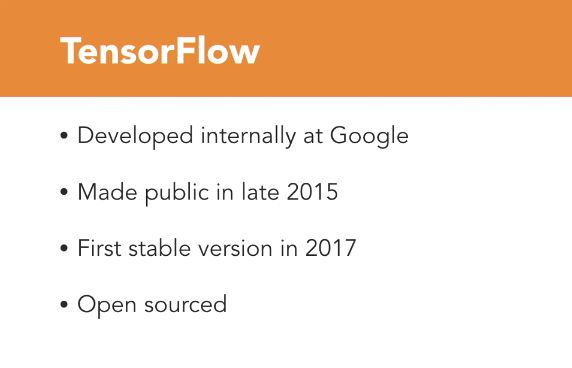 TensorFlow
• Developed internally at Google
• Made public in late 2015
• First stable version in 2017
• Open sourced